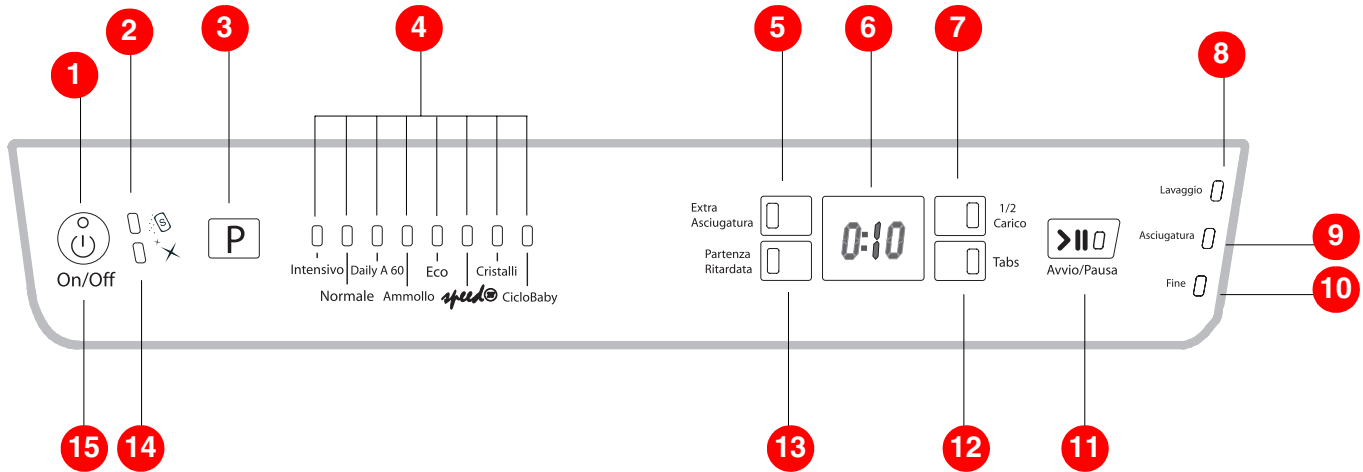 1
2
3
4
5
6
7
8
9
10
11
12
13
14
15
On/Off
S
P
Intensivo
Normale
Daily A 60
Ammollo
Eco
speed
Cristalli
CicloBaby
Extra
Asciugatura
Partenza
Ritardata
0:10
1/2
Carico
Tabs
Avvio/Pausa
Lavaggio
Asciugatura
Fine